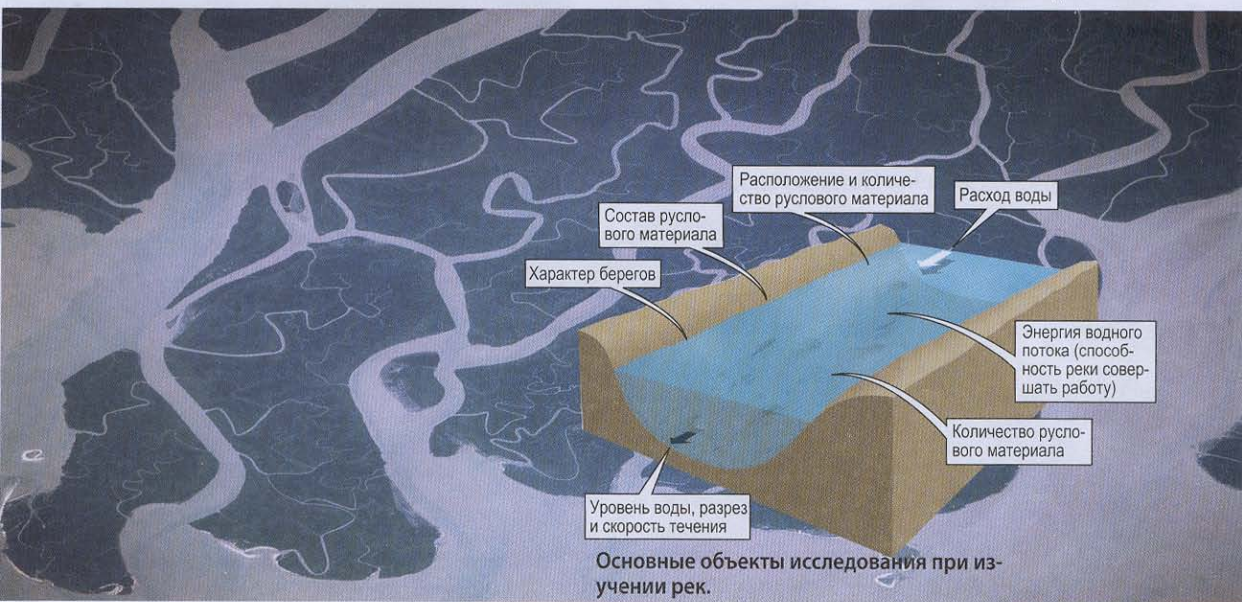 Расположение и количе-
ство руслового материала
Расход воды
Состав русло-
вого материала
Характер берегов
Энергия водного
потока (способ-
ность реки совер-
шать работу)
Количество русло-
вого материала
Уровень воды, разрез
и скорость течения
Основные объекты исследования при из-
учении рек.